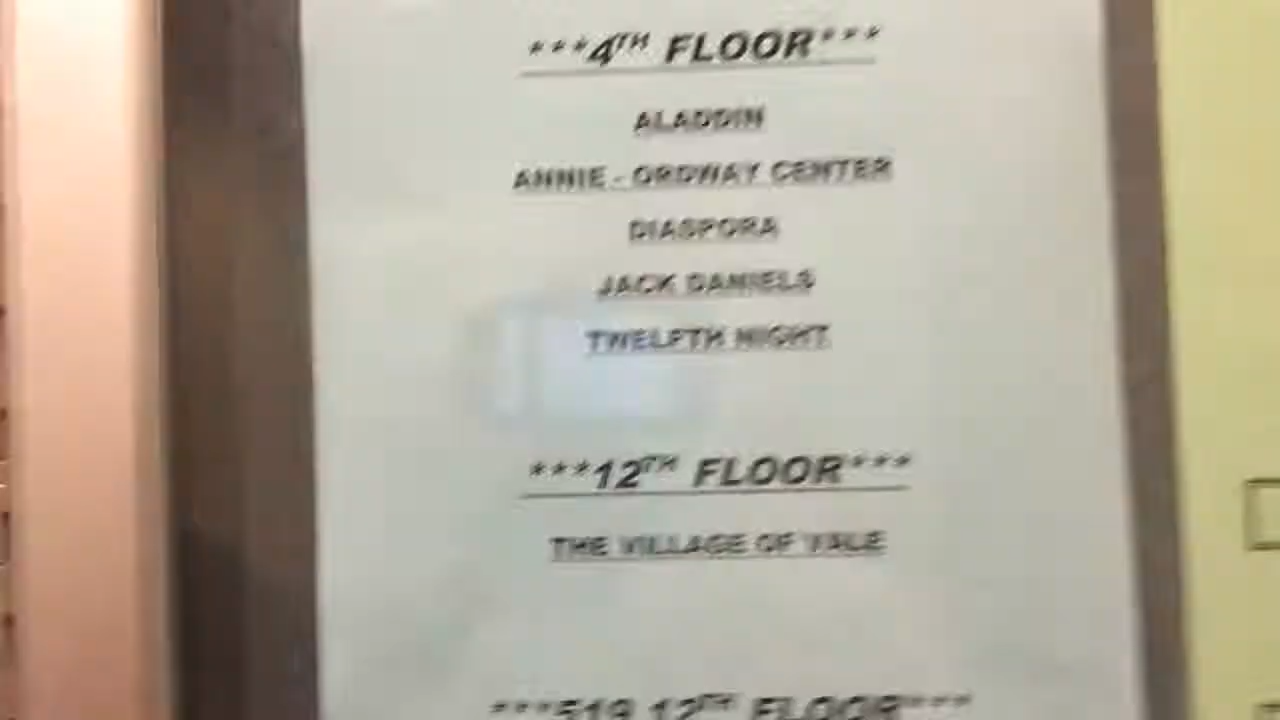 ***4TH FLOOR***
ALADDIN
ANNIE - ORDWAY CENTER
DIASPORA
JACK DANIELS
TWELFTH NIGHT
***12TH FLOOR***
THE VILLAGE OF VALE
***519 12TH FLOOR***